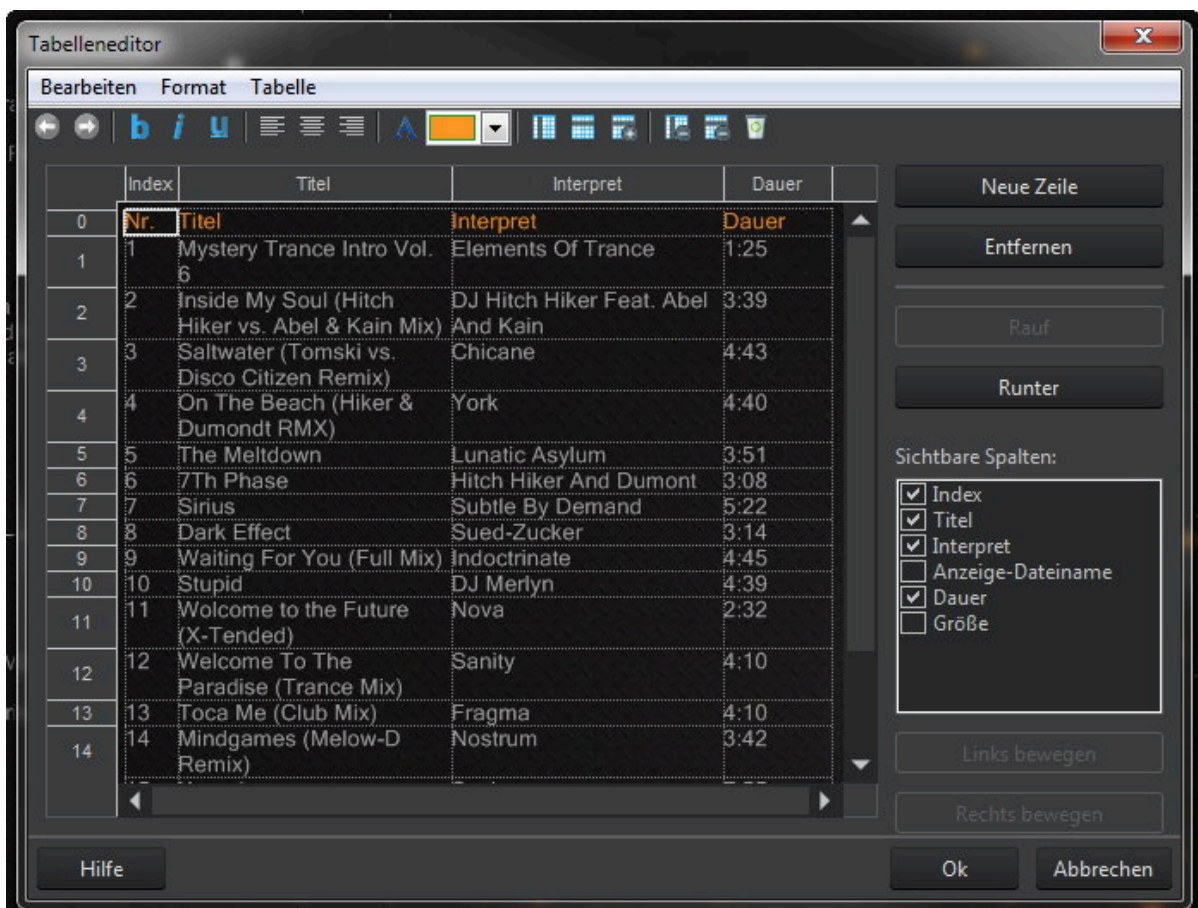 Tabelleneditor
Bearbeiten Format Tabelle
b i u A
Index Titel Interpret Dauer
0 Nr. Titel Interpret Dauer
1 1 Mystery Trance Intro Vol. Elements Of Trance 1:25
6
2 2 Inside My Soul (Hitch DJ Hitch Hiker Feat. Abel 3:39
Hiker vs. Abel & Kain Mix) And Kain
3 3 Saltwater (Tomski vs. Chicane 4:43
Disco Citizen Remix)
4 4 On The Beach (Hiker & York 4:40
Dumondt RMX)
5 5 The Meltdown Lunatic Asylum 3:51
6 6 7Th Phase Hitch Hiker And Dumont 3:08
7 7 Sirius Subtle By Demand 5:22
8 8 Dark Effect Sued-Zucker 3:14
9 9 Waiting For You (Full Mix) Indoctrinate 4:45
10 10 Stupid DJ Merlyn 4:39
11 11 Wolcome to the Future Nova 2:32
(X-Tended)
12 12 Welcome To The Sanity 4:10
Paradise (Trance Mix)
13 13 Toca Me (Club Mix) Fragma 4:10
14 14 Mindgames (Melow-D Nostrum 3:42
Remix)
Neue Zeile
Entfernen
Rauf
Runter
Sichtbare Spalten:
Index
Titel
Interpret
Anzeige-Dateiname
Dauer
Größe
Links bewegen
Rechts bewegen
Hilfe
Ok
Abbrechen